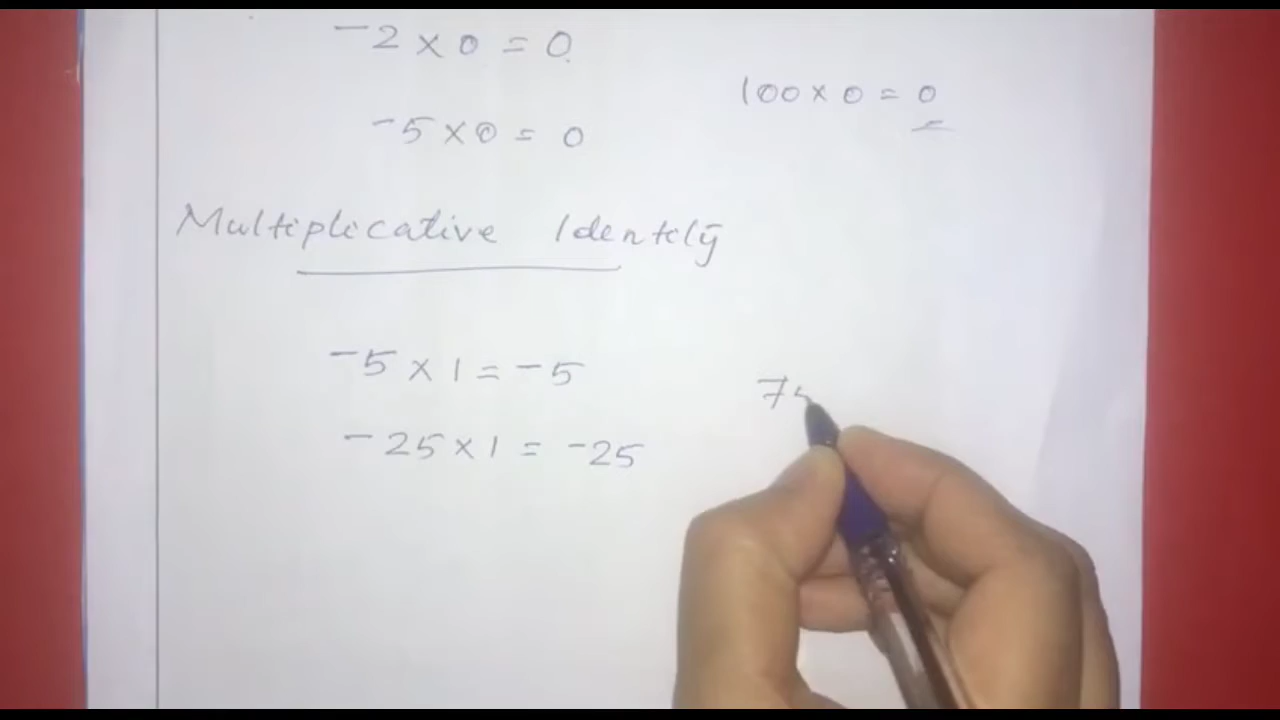 -2 × 0 = 0
100 × 0 = 0
-5 × 0 = 0
Multiplicative Identity
-5 × 1 = -5
-25 × 1 = -25